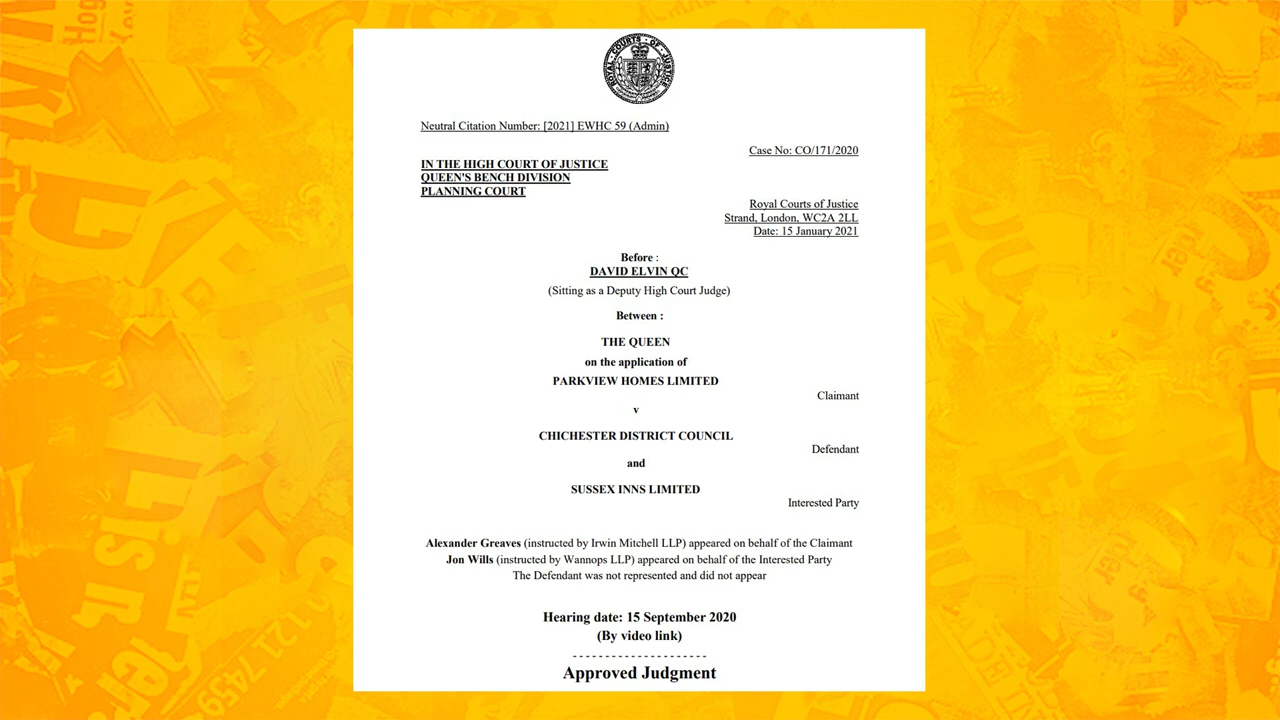 ROYAL COURTS OF JUSTICE
Neutral Citation Number: [2021] EWHC 59 (Admin)
Case No: CO/171/2020
IN THE HIGH COURT OF JUSTICE
QUEEN'S BENCH DIVISION
PLANNING COURT
Royal Courts of Justice
Strand, London, WC2A 2LL
Date: 15 January 2021
Before :
DAVID ELVIN QC
(Sitting as a Deputy High Court Judge)
Between :
THE QUEEN
on the application of
PARKVIEW HOMES LIMITED
Claimant
v
CHICHESTER DISTRICT COUNCIL
Defendant
and
SUSSEX INNS LIMITED
Interested Party
Alexander Greaves (instructed by Irwin Mitchell LLP) appeared on behalf of the Claimant
Jon Wills (instructed by Wannops LLP) appeared on behalf of the Interested Party
The Defendant was not represented and did not appear
Hearing date: 15 September 2020
(By video link)
- - - - - - - - - - - - - - - - - - - -
Approved Judgment